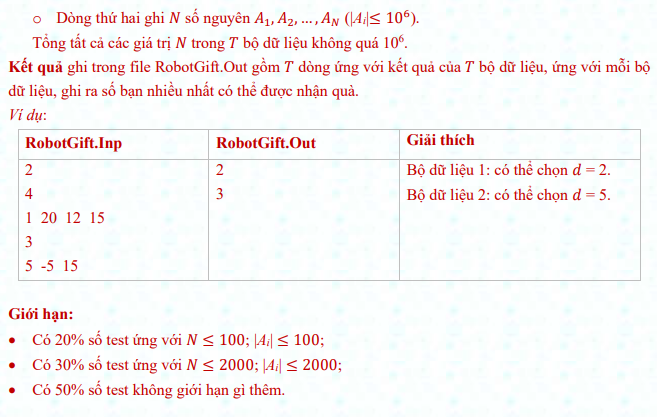 ○ Dòng thứ hai ghi N số nguyên A₁, A₂, …, A_N (|Aᵢ|≤ 10⁶).
Tổng tất cả các giá trị N trong T bộ dữ liệu không quá 10⁶.
Kết quả ghi trong file RobotGift.Out gồm T dòng ứng với kết quả của T bộ dữ liệu, ứng với mỗi bộ
dữ liệu, ghi ra số bạn nhiều nhất có thể được nhận quà.
Ví dụ:
RobotGift.Inp RobotGift.Out Giải thích
2 2 Bộ dữ liệu 1: có thể chọn d = 2.
4 3 Bộ dữ liệu 2: có thể chọn d = 5.
1 20 12 15
3
5 -5 15
Giới hạn:
• Có 20% số test ứng với N ≤ 100; |Aᵢ| ≤ 100;
• Có 30% số test ứng với N ≤ 2000; |Aᵢ| ≤ 2000;
• Có 50% số test không giới hạn gì thêm.